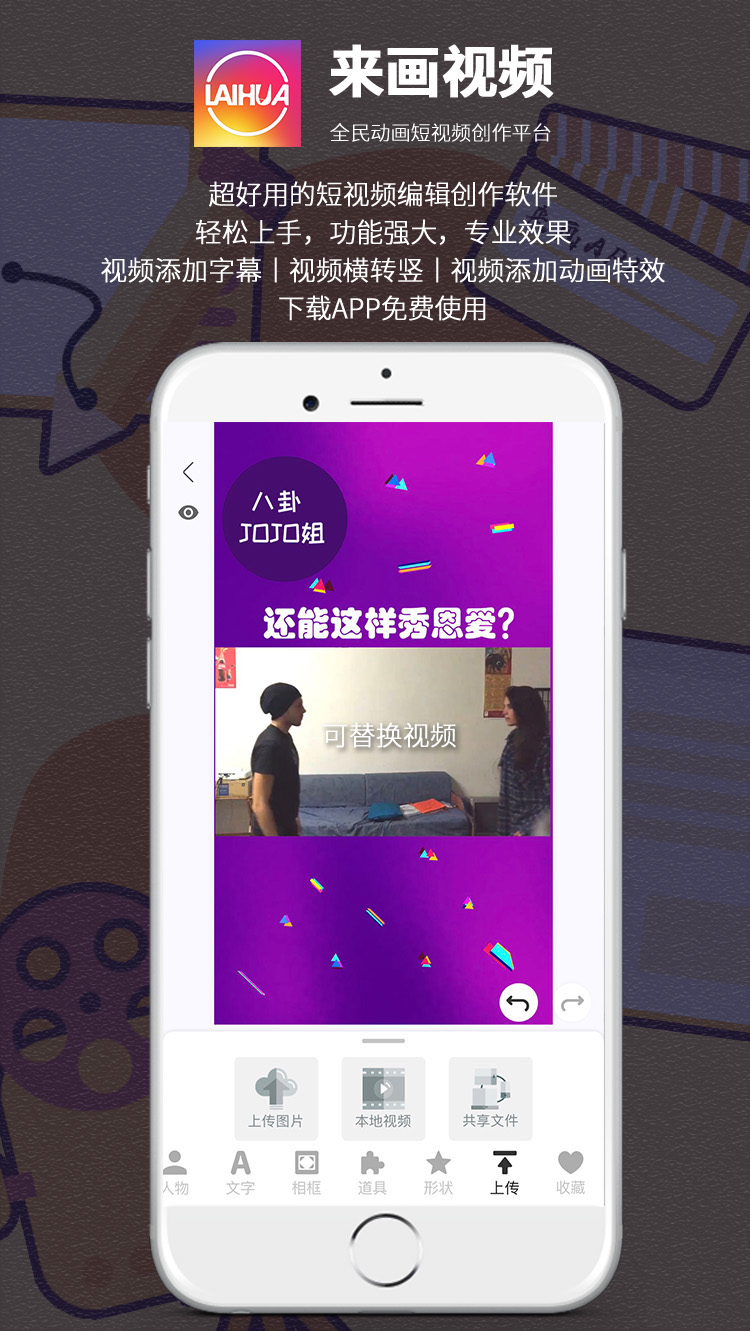 LAIHUA
来画视频
全民动画短视频创作平台
超好用的短视频编辑创作软件
轻松上手，功能强大，专业效果
视频添加字幕丨视频横转竖丨视频添加动画特效
下载APP免费使用
八卦
JOJO姐
还能这样秀恩爱?
可替换视频
上传图片 本地视频 共享文件
人物 文字 相框 道具 形状 上传 收藏